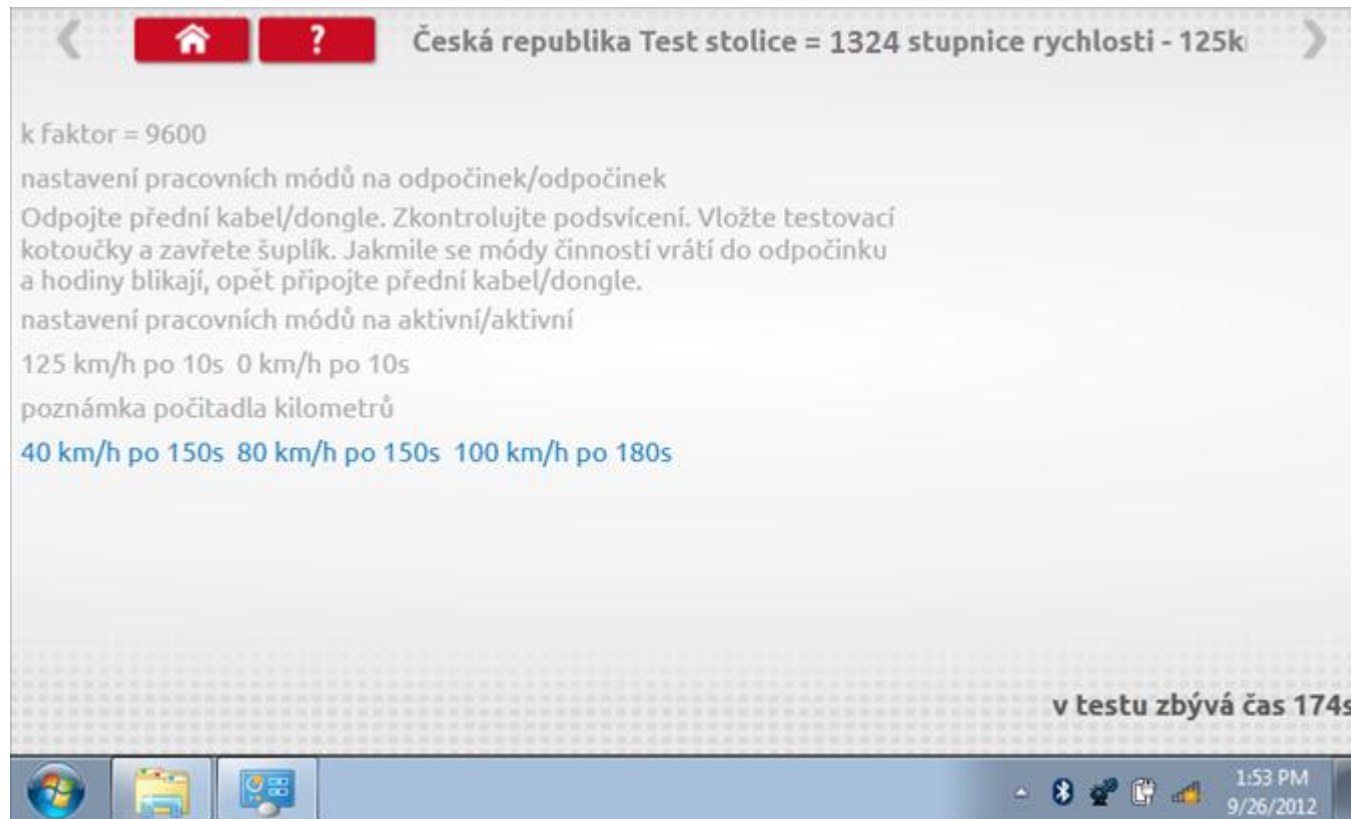 ?
Česká republika Test stolice = 1324 stupnice rychlosti - 125k
k faktor = 9600
nastavení pracovních módů na odpočinek/odpočinek
Odpojte přední kabel/dongle. Zkontrolujte podsvícení. Vložte testovací
kotoučky a zavřete šuplík. Jakmile se módy činností vrátí do odpočinku
a hodiny blikají, opět připojte přední kabel/dongle.
nastavení pracovních módů na aktivní/aktivní
125 km/h po 10s 0 km/h po 10s
poznámka počitadla kilometrů
40 km/h po 150s 80 km/h po 150s 100 km/h po 180s
v testu zbývá čas 174s
1:53 PM
9/26/2012